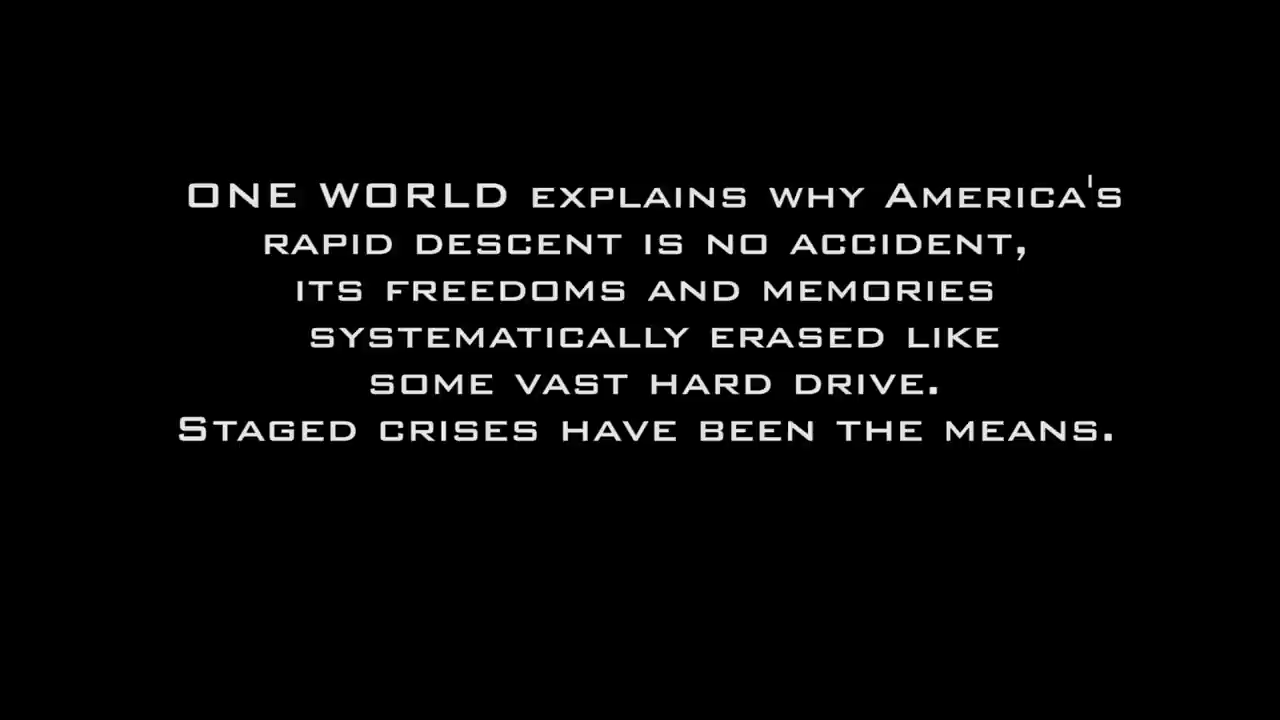 ONE WORLD EXPLAINS WHY AMERICA'S
RAPID DESCENT IS NO ACCIDENT,
ITS FREEDOMS AND MEMORIES
SYSTEMATICALLY ERASED LIKE
SOME VAST HARD DRIVE.
STAGED CRISES HAVE BEEN THE MEANS.